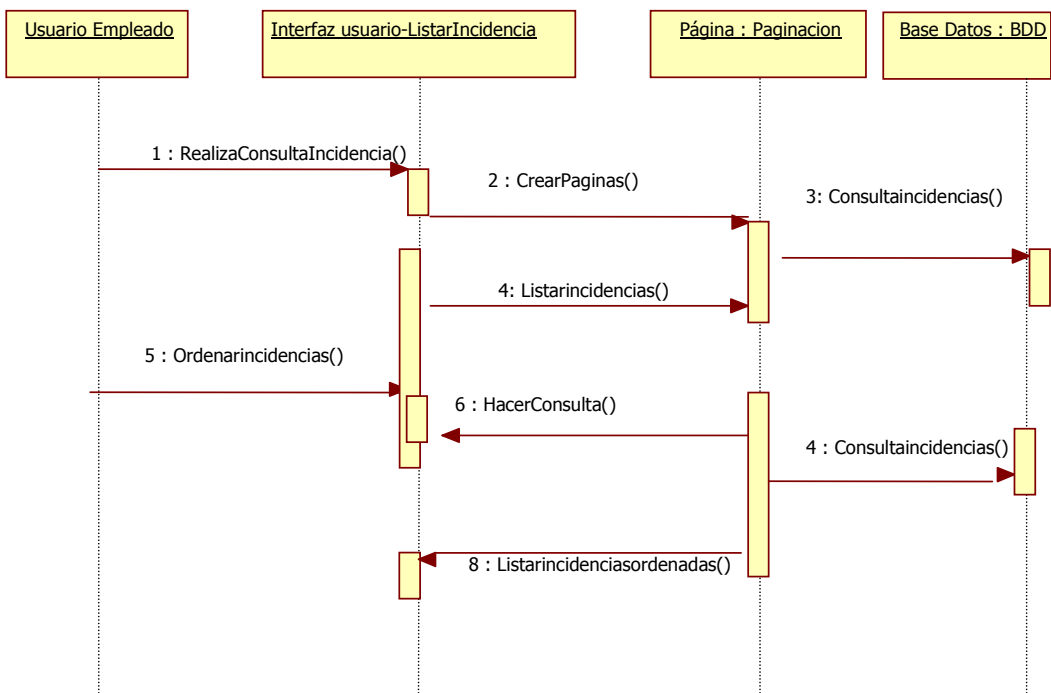 Usuario Empleado
Interfaz usuario-ListarIncidencia
Página : Paginacion
Base Datos : BDD
1 : RealizaConsultaIncidencia()
2 : CrearPaginas()
3: Consultaincidencias()
4: Listarincidencias()
5 : Ordenarincidencias()
6 : HacerConsulta()
4 : Consultaincidencias()
8 : Listarincidenciasordenadas()